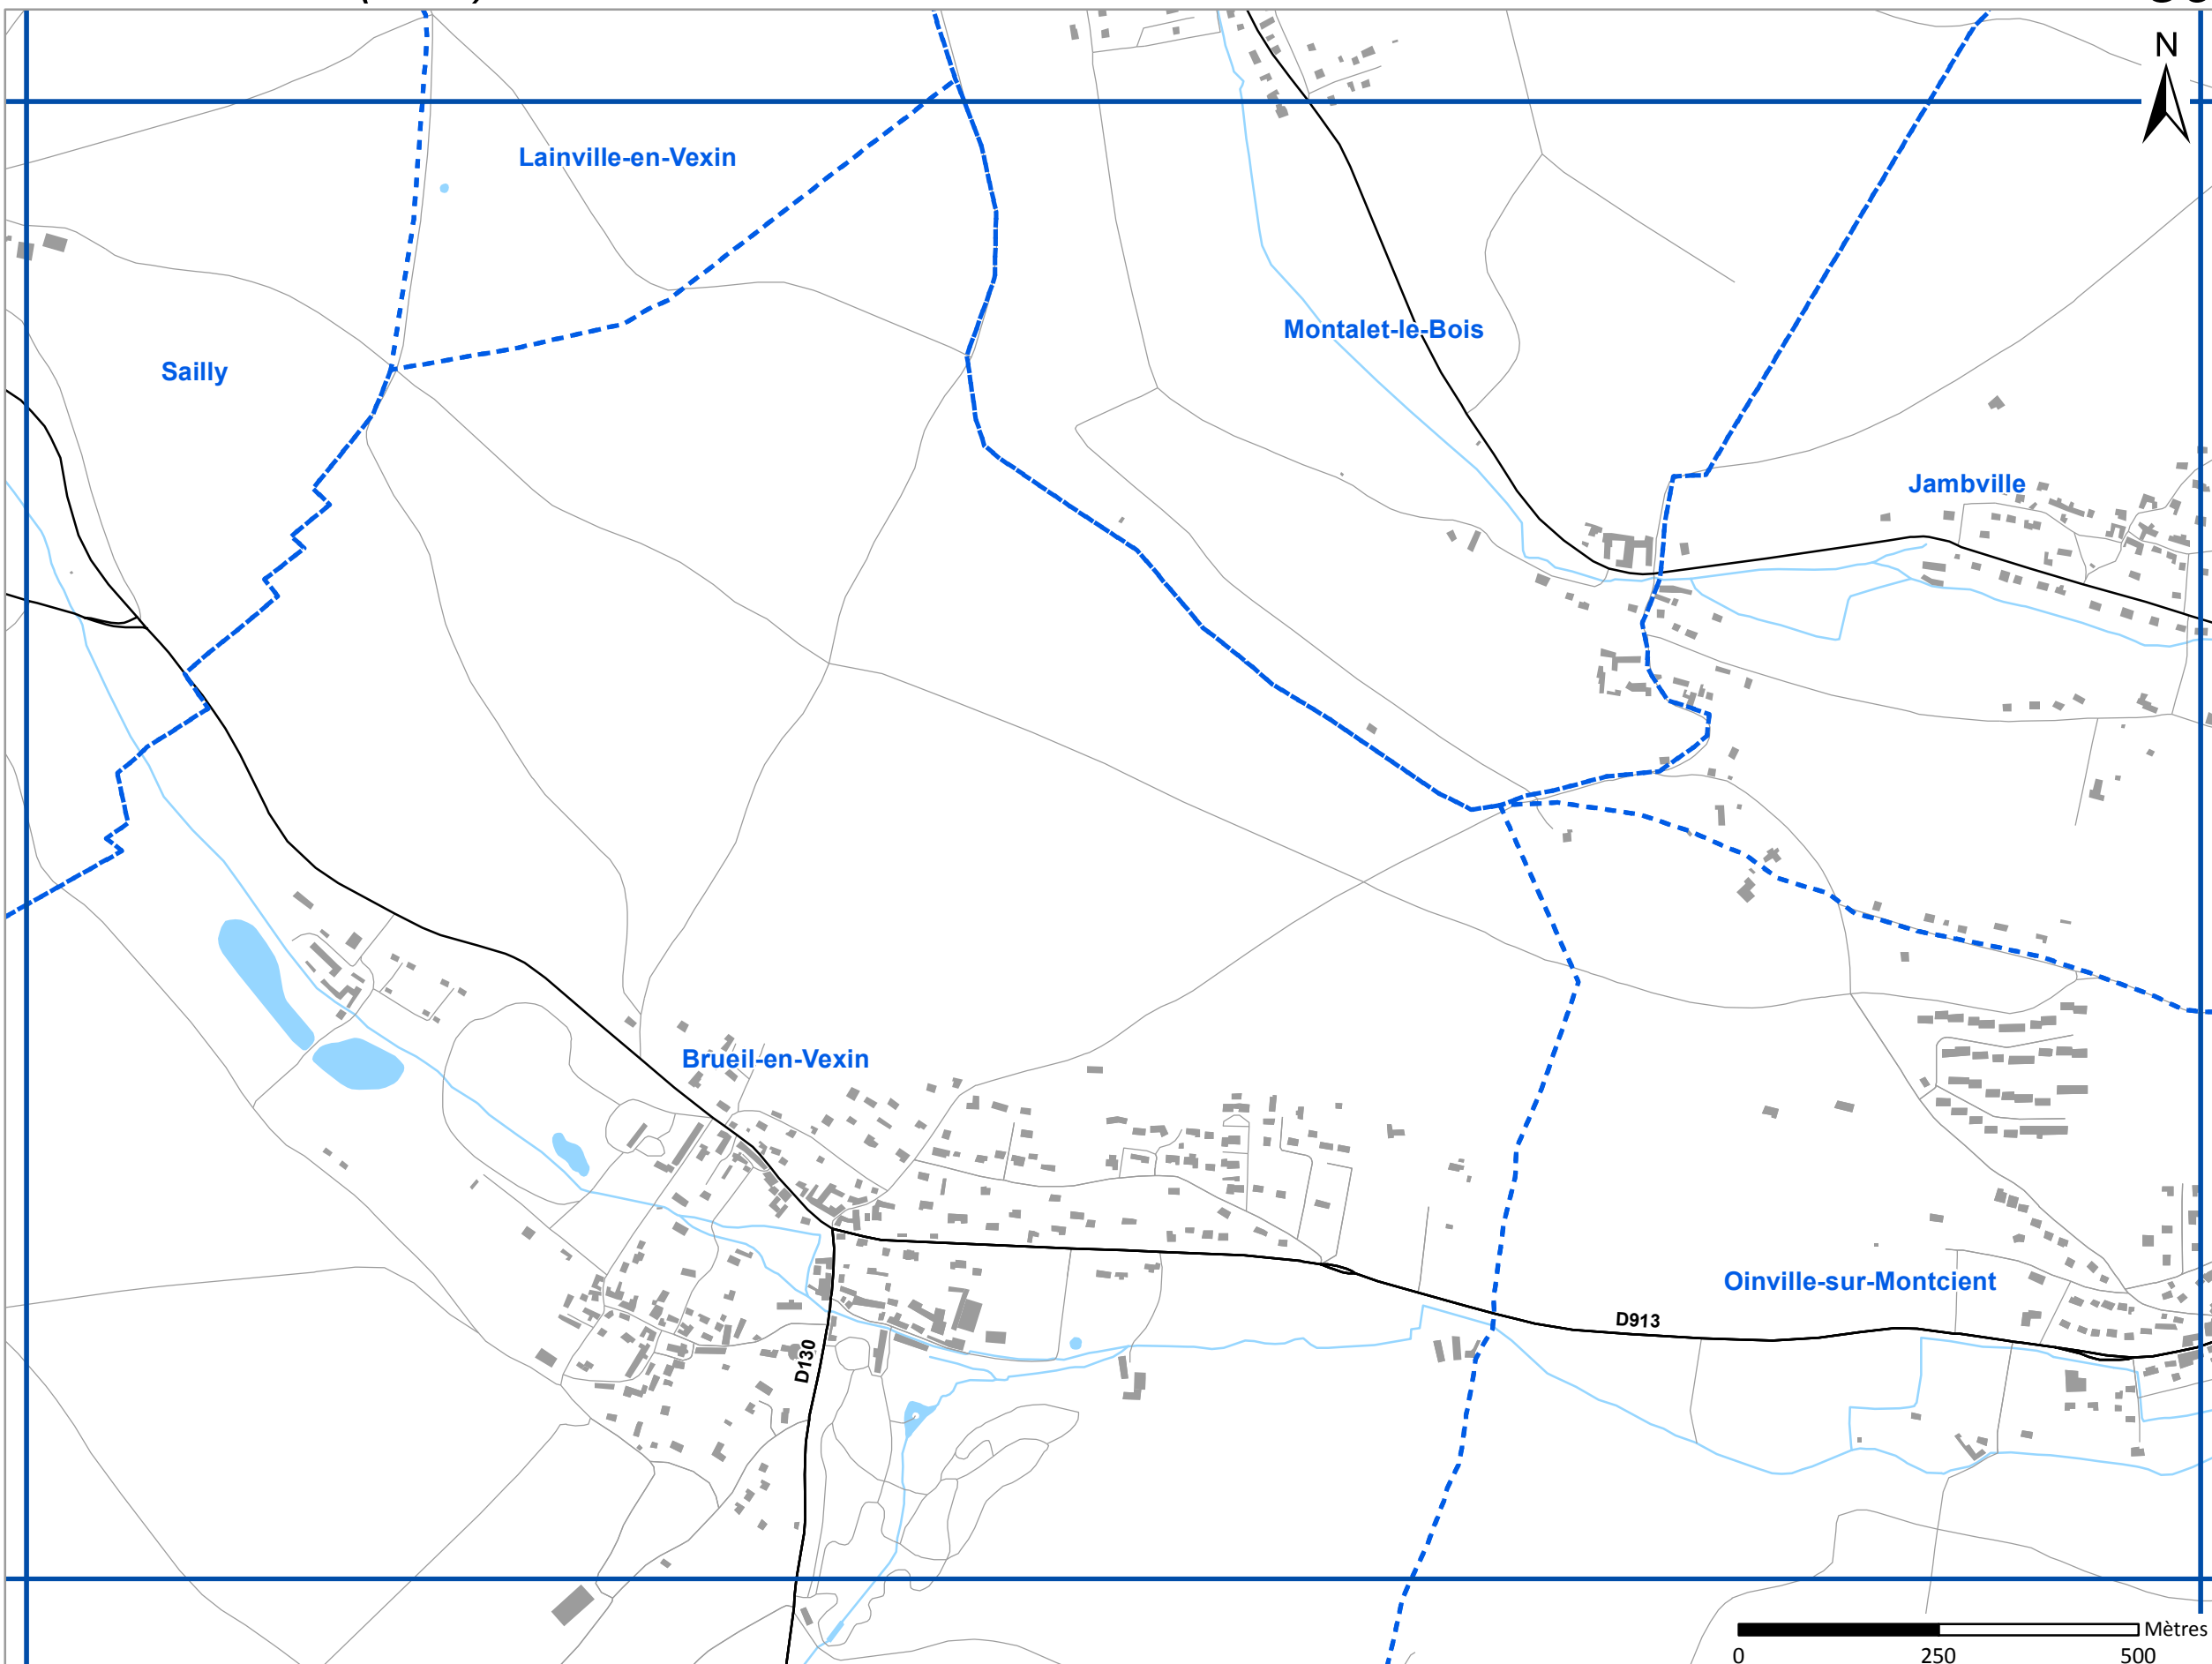 N
Lainville-en-Vexin
Montalet-le-Bois
Sailly
Jambville
Brueil-en-Vexin
Oinville-sur-Montcient
D913
D130
Mètres
0 250 500